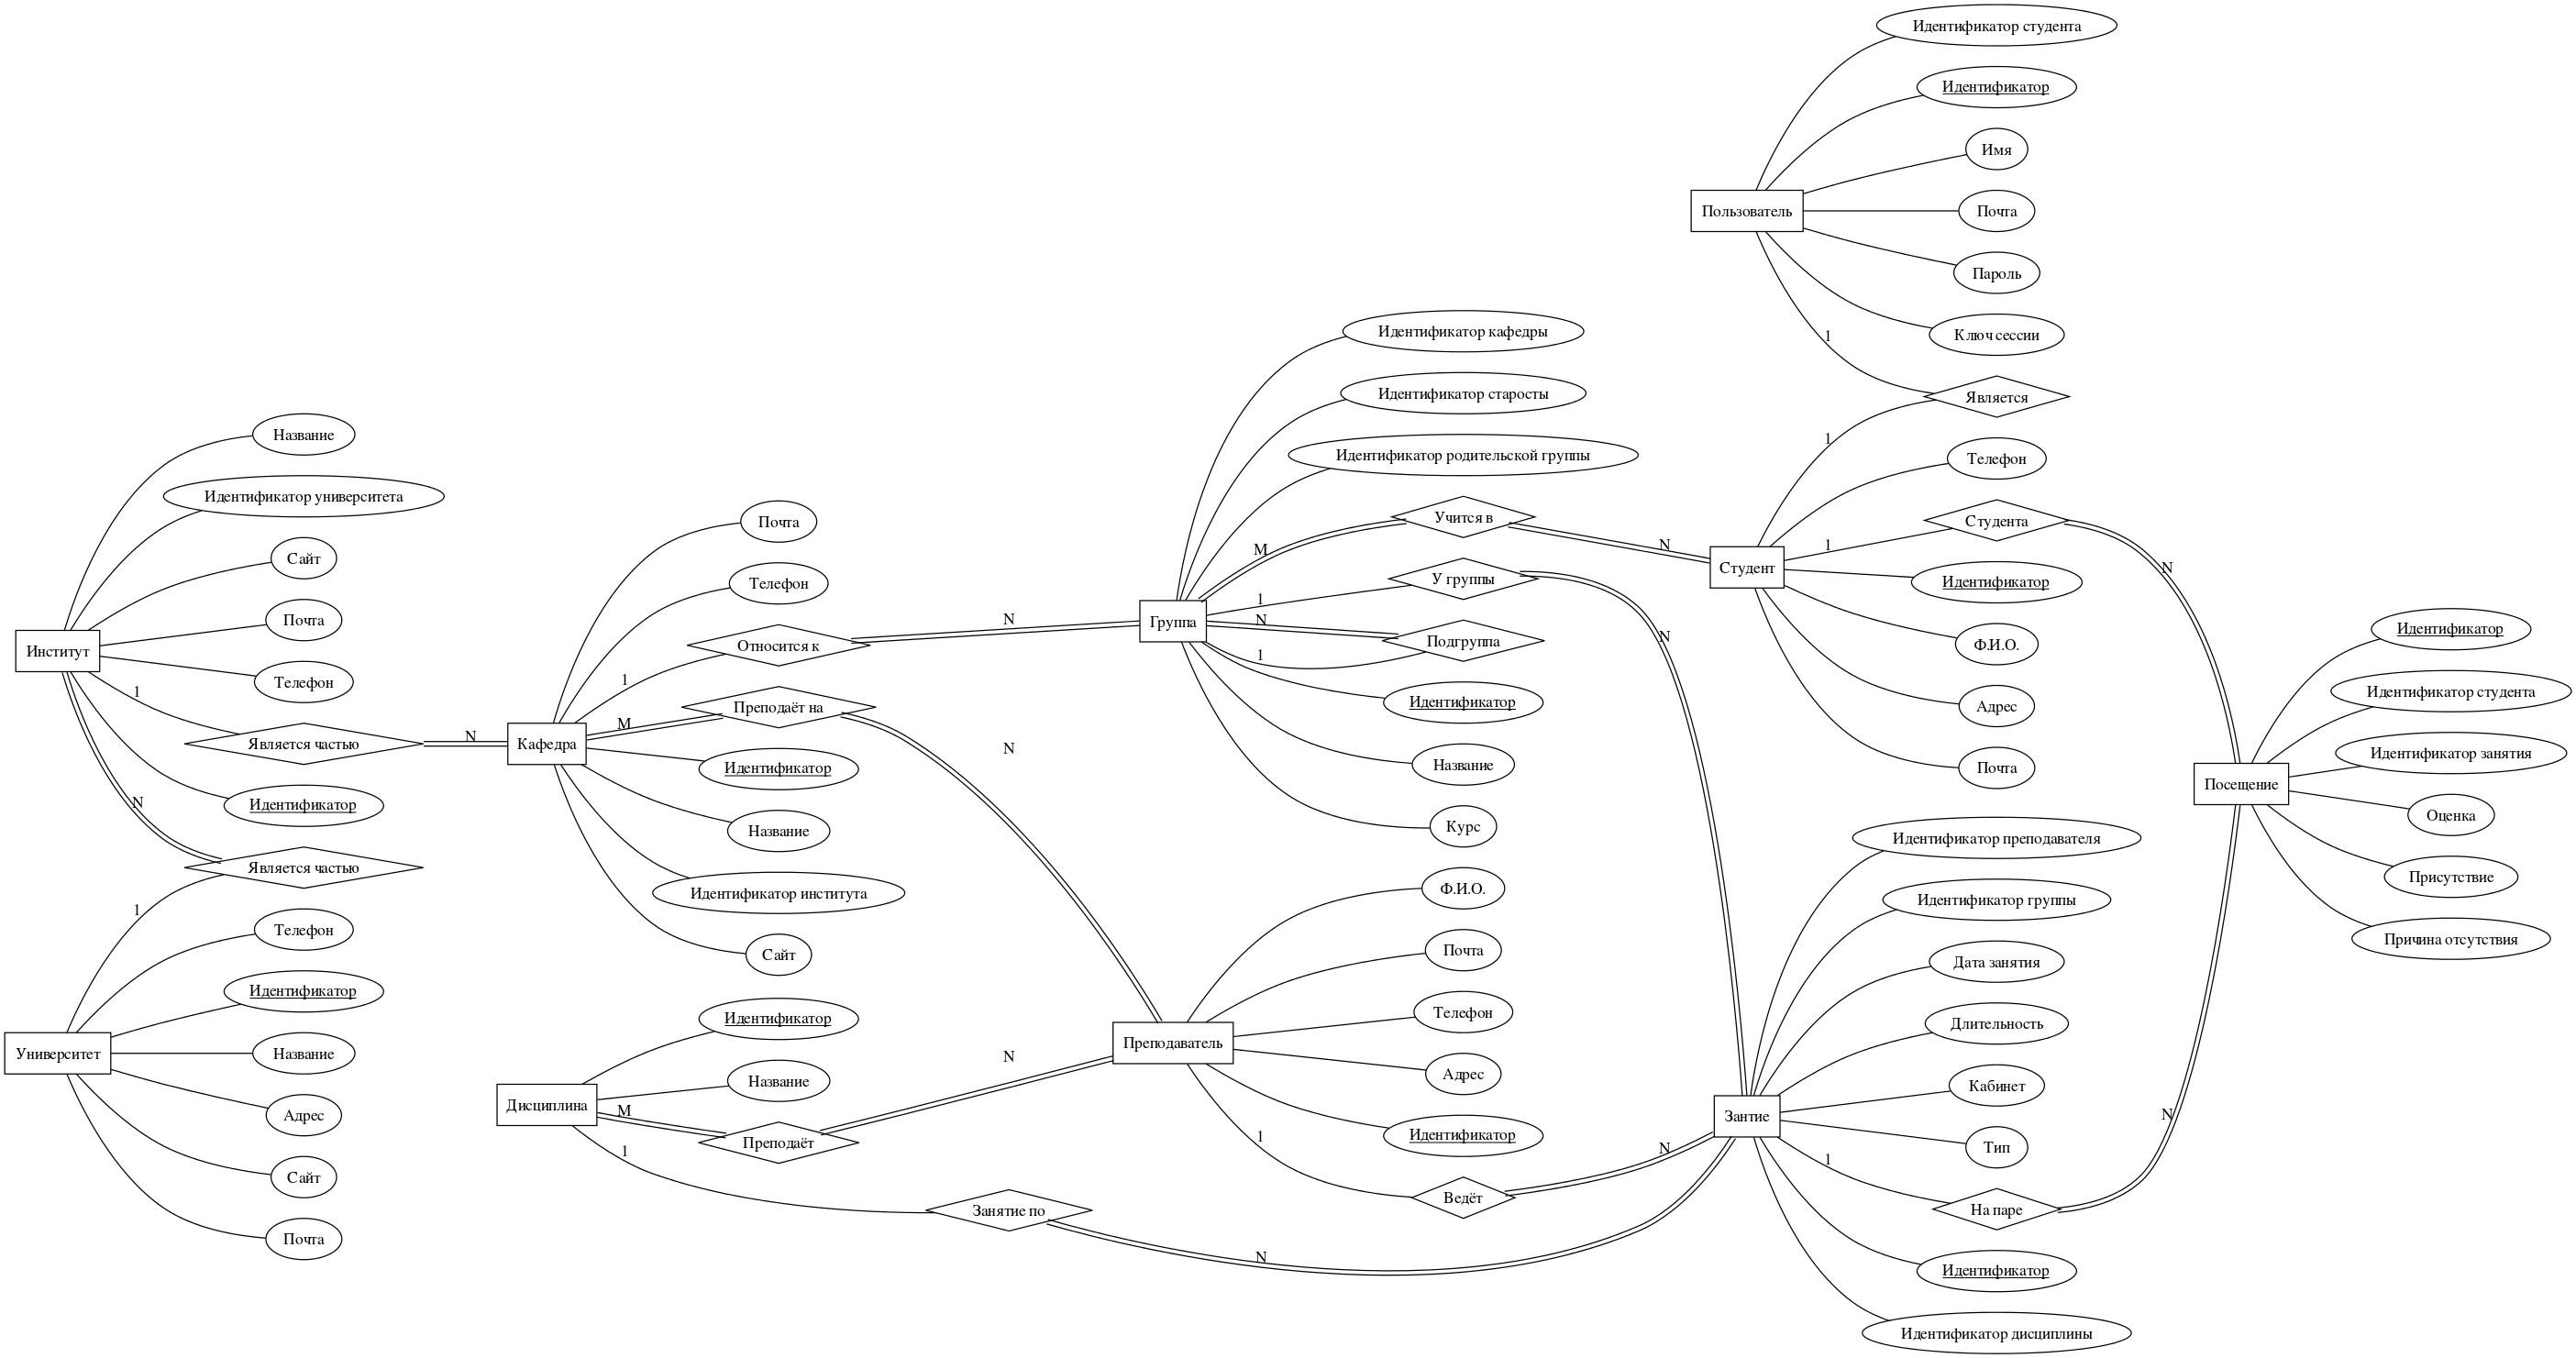 Идентификатор студента
Идентификатор
Имя
Почта
Пользователь
Пароль
Ключ сессии
1
Является
1
Телефон
Студента
1
N
Студент
Идентификатор
Ф.И.О.
Адрес
Почта
Идентификатор кафедры
Идентификатор старосты
Идентификатор родительской группы
Учится в
M
N
У группы
1
N
N
Подгруппа
1
Группа
Идентификатор
Название
Курс
Название
Идентификатор университета
Сайт
Почта
Институт
Телефон
1
Является частью
N
Идентификатор
N
Является частью
1
Телефон
Идентификатор
Университет
Название
Адрес
Сайт
Почта
Почта
Телефон
Относится к
1
N
Преподаёт на
M
N
Кафедра
Идентификатор
Название
Идентификатор института
Сайт
Идентификатор
Название
Дисциплина
M
N
Преподаёт
1
Занятие по
N
Ф.И.О.
Почта
Телефон
Преподаватель
Адрес
Идентификатор
1
Ведёт
N
Идентификатор преподавателя
Идентификатор группы
Дата занятия
Длительность
Кабинет
Зантие
Тип
1
На паре
N
Идентификатор
Идентификатор дисциплины
Идентификатор
Идентификатор студента
Идентификатор занятия
Посещение
Оценка
Присутствие
Причина отсутствия